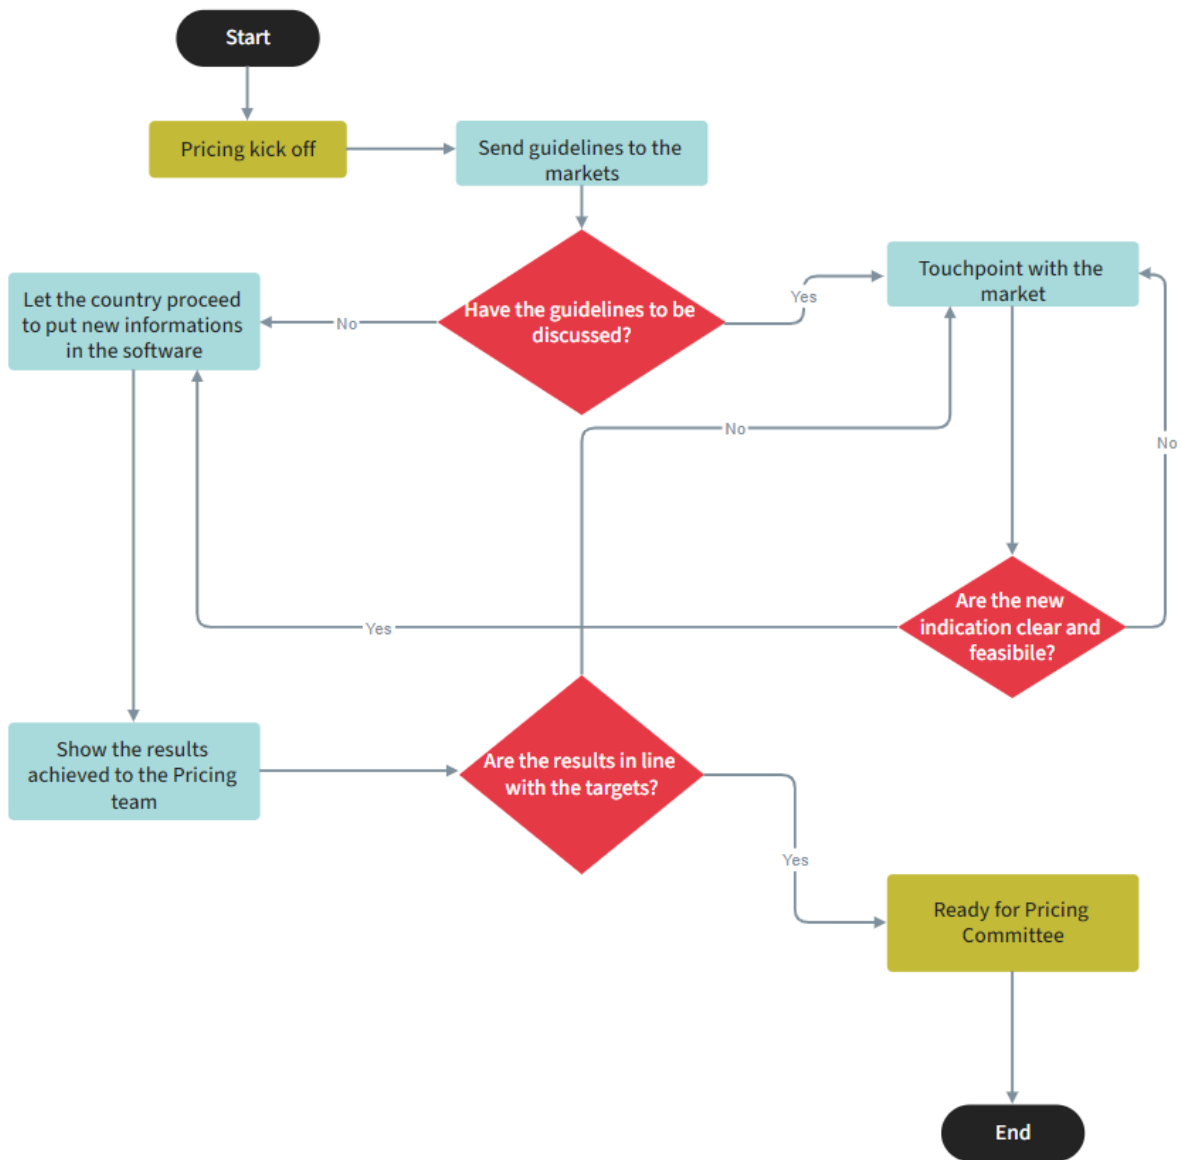 Start
Pricing kick off
Send guidelines to the
markets
Have the guidelines to be
discussed?
Yes
No
Touchpoint with the
market
Let the country proceed
to put new informations
in the software
No
No
Are the new
indication clear and
feasibile?
Yes
Show the results
achieved to the Pricing
team
Are the results in line
with the targets?
Yes
Ready for Pricing
Committee
End